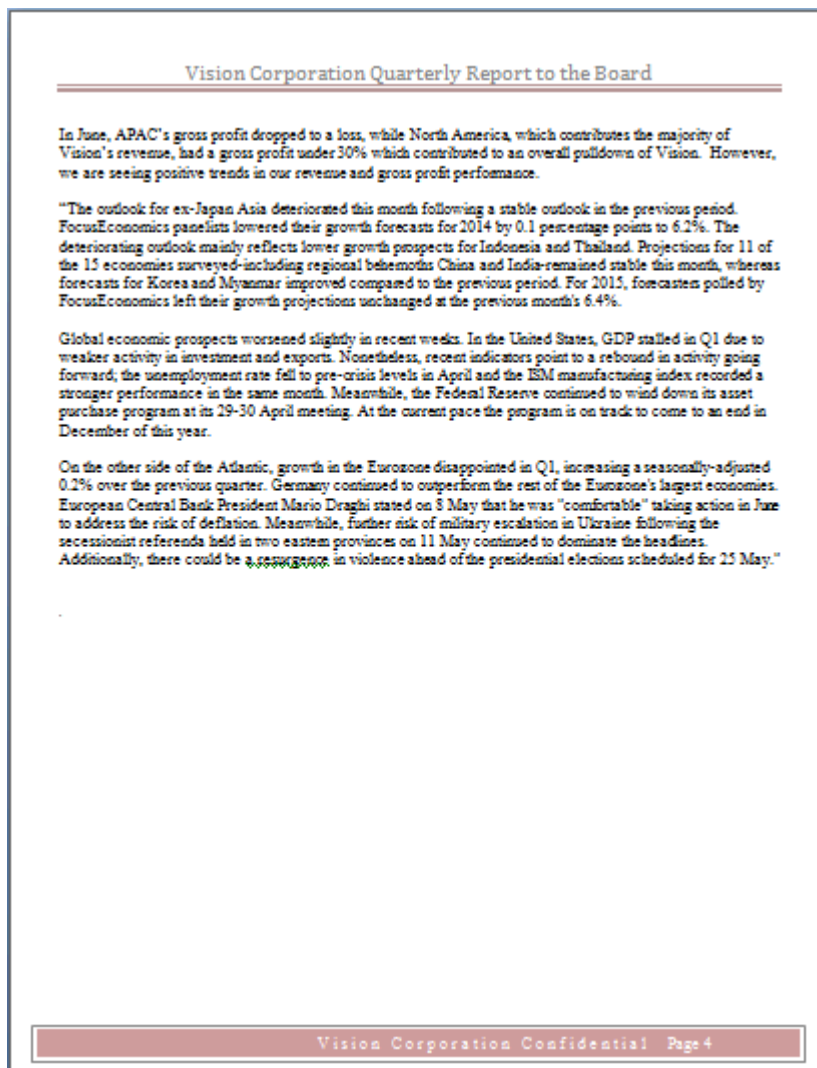 Vision Corporation Quarterly Report to the Board
In June, APAC's gross profit dropped to a loss, while North America, which contributes the majority of
Vision's revenue, had a gross profit under 30% which contributed to an overall pulldown of Vision.  However,
we are seeing positive trends in our revenue and gross profit performance.
"The outlook for ex-Japan Asia deteriorated this month following a stable outlook in the previous period.
FocusEconomics panelists lowered their growth forecasts for 2014 by 0.1 percentage points to 6.2%. The
deteriorating outlook mainly reflects lower growth prospects for Indonesia and Thailand. Projections for 11 of
the 15 economies surveyed-including regional behemoths China and India-remained stable this month, whereas
forecasts for Korea and Myanmar improved compared to the previous period. For 2015, forecasters polled by
FocusEconomics left their growth projections unchanged at the previous month's 6.4%.
Global economic prospects worsened slightly in recent weeks. In the United States, GDP stalled in Q1 due to
weaker activity in investment and exports. Nonetheless, recent indicators point to a rebound in activity going
forward; the unemployment rate fell to pre-crisis levels in April and the ISM manufacturing index recorded a
stronger performance in the same month. Meanwhile, the Federal Reserve continued to wind down its asset
purchase program at its 29-30 April meeting. At the current pace the program is on track to come to an end in
December of this year.
On the other side of the Atlantic, growth in the Eurozone disappointed in Q1, increasing a seasonally-adjusted
0.2% over the previous quarter. Germany continued to outperform the rest of the Eurozone's largest economies.
European Central Bank President Mario Draghi stated on 8 May that he was "comfortable" taking action in June
to address the risk of deflation. Meanwhile, further risk of military escalation in Ukraine following the
secessionist referenda held in two eastern provinces on 11 May continued to dominate the headlines.
Additionally, there could be a resurgence in violence ahead of the presidential elections scheduled for 25 May."
.
Vision Corporation Confidential Page 4